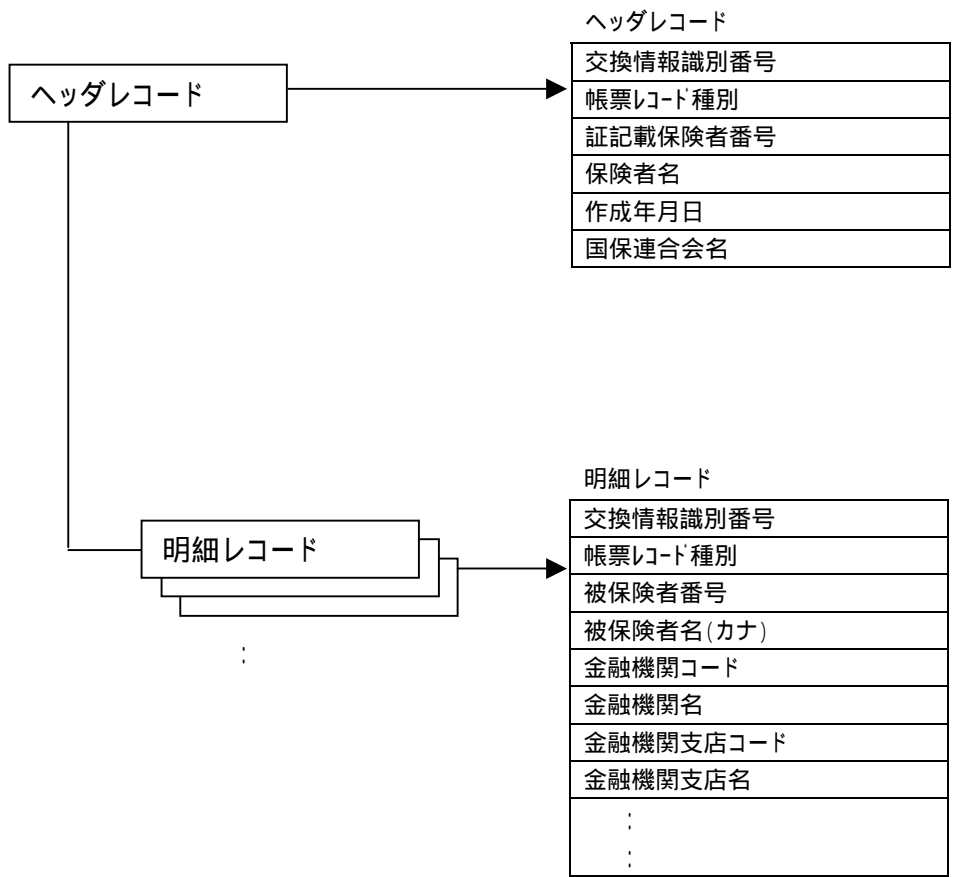 ヘッダレコード
ヘッダレコード
交換情報識別番号
帳票ﾚｺｰﾄﾞ種別
証記載保険者番号
保険者名
作成年月日
国保連合会名
明細レコード
明細レコード
:
交換情報識別番号
帳票ﾚｺｰﾄﾞ種別
被保険者番号
被保険者名(カナ)
金融機関コード
金融機関名
金融機関支店コード
金融機関支店名
:
: